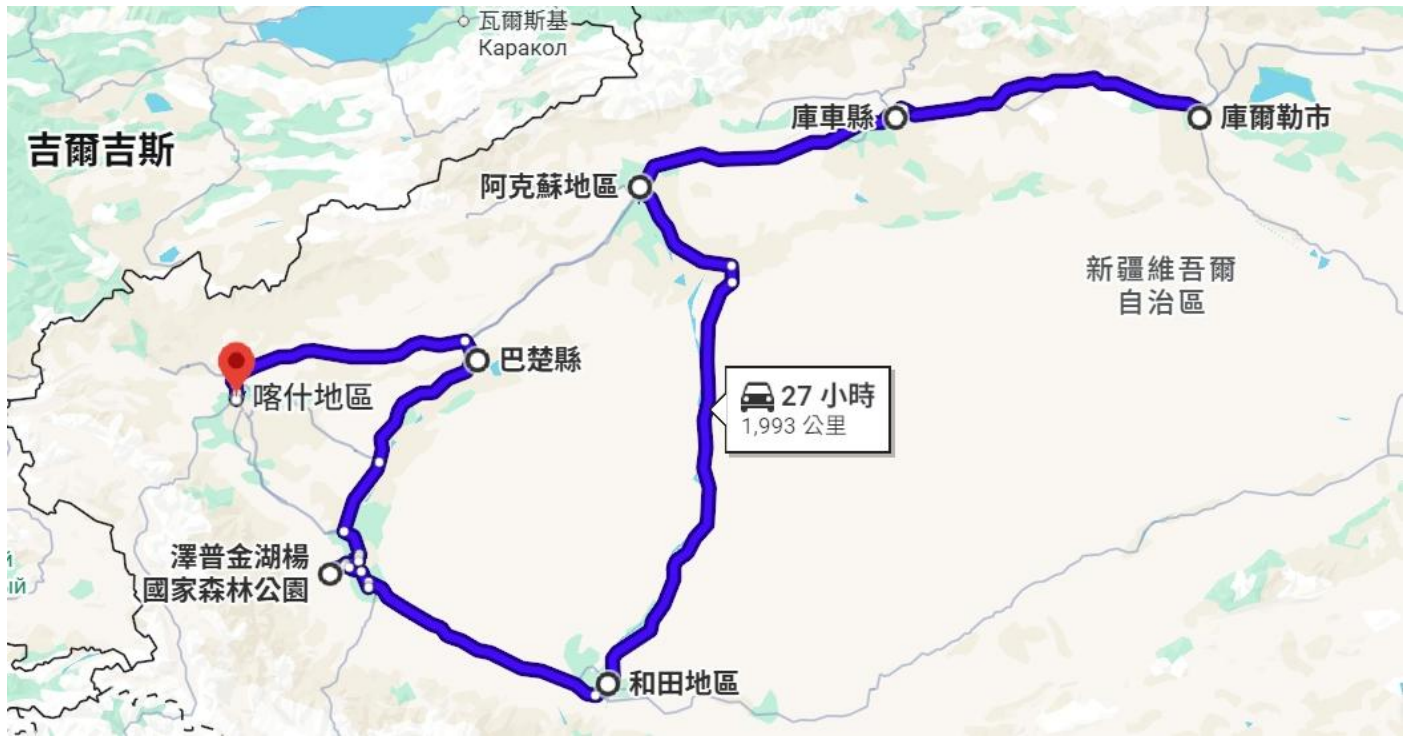 瓦爾斯基
Каракол
吉爾吉斯
庫車縣
庫爾勒市
阿克蘇地區
新疆維吾爾
自治區
巴楚縣
喀什地區
27 小時
1,993 公里
澤普金湖楊
國家森林公園
和田地區
й
ый